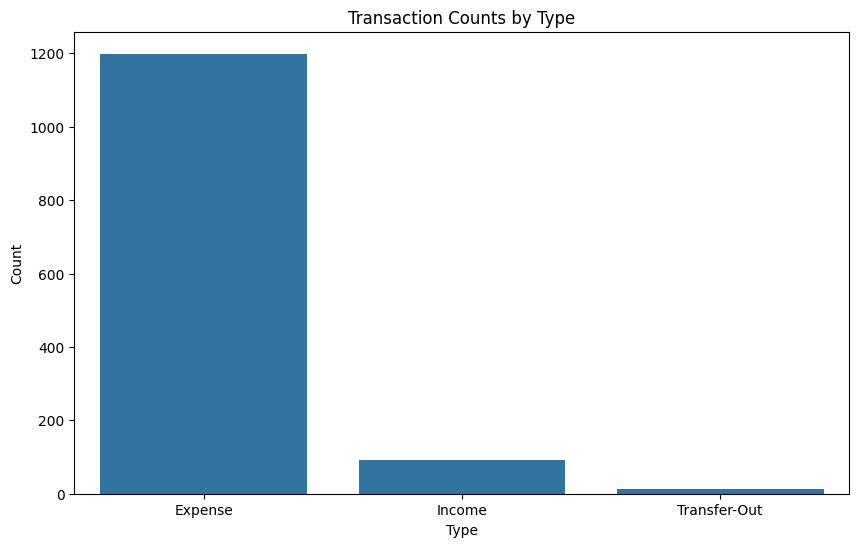 Transaction Counts by Type
1200
1000
800
600
400
200
0
Count
Expense
Income
Transfer-Out
Type